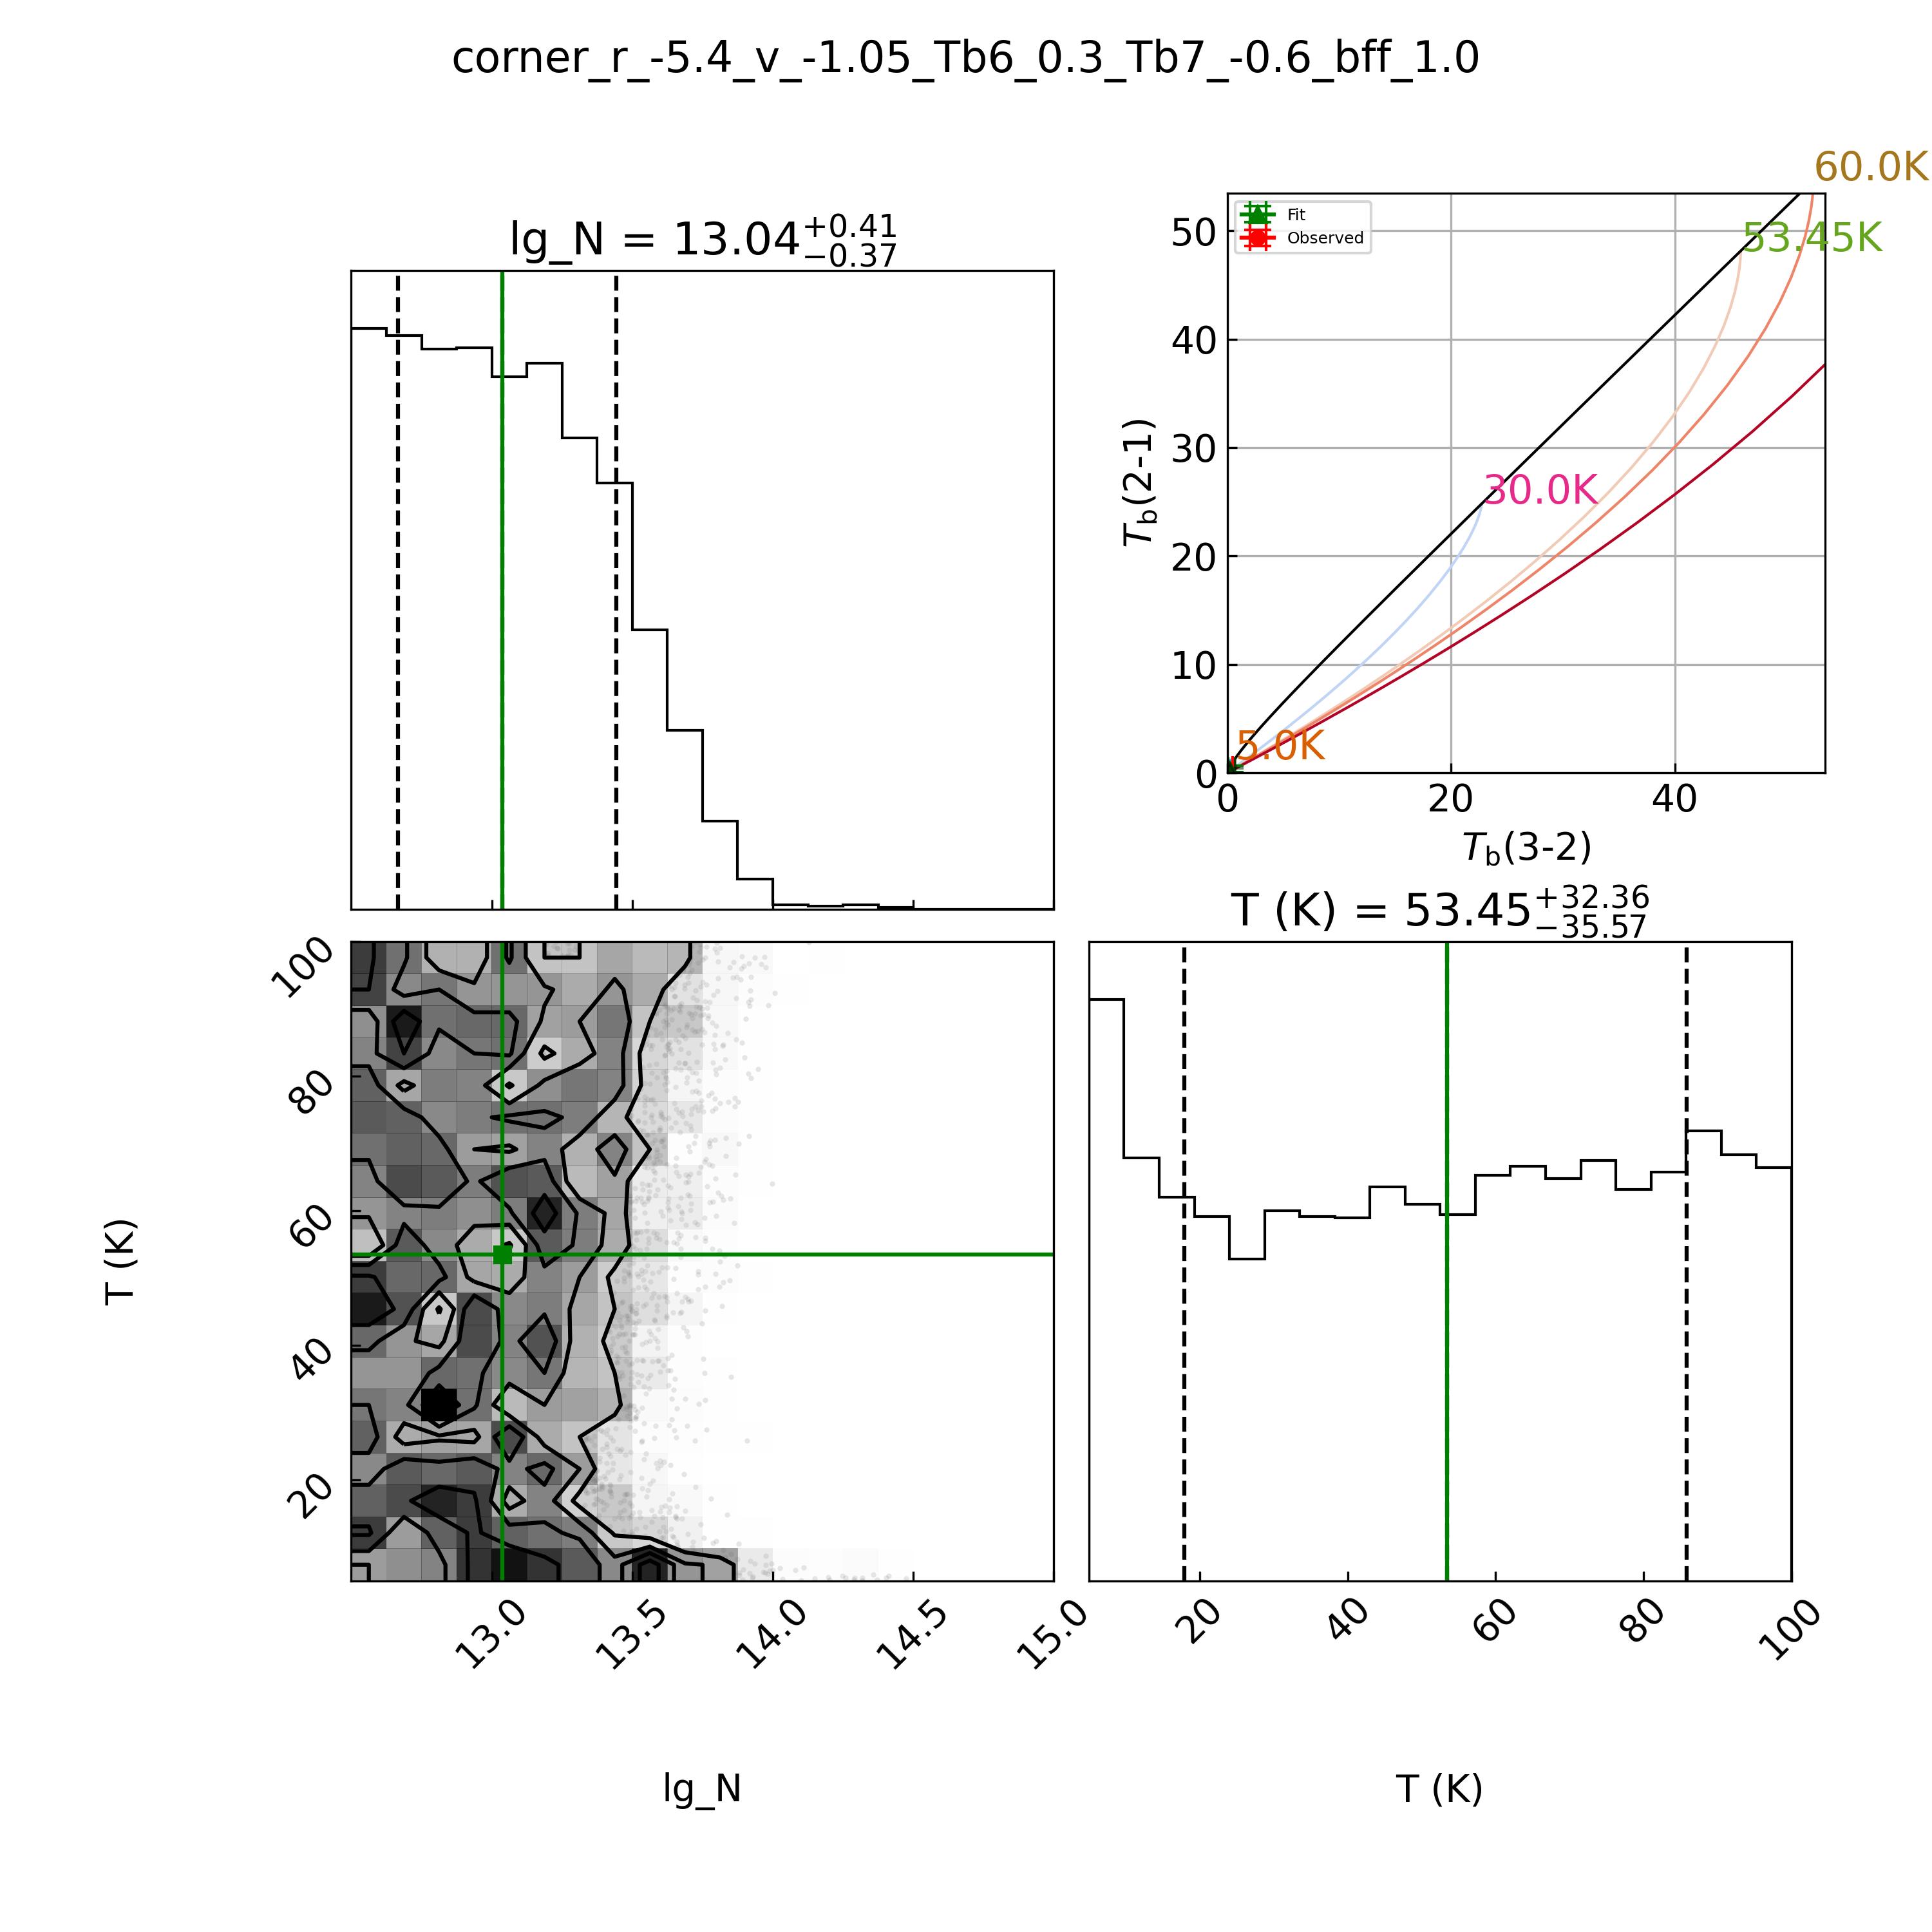 corner_r_-5.4_v_-1.05_Tb6_0.3_Tb7_-0.6_bff_1.0
lg_N = 13.04+0.41−0.37
60.0K
53.45K
30.0K
5.0K
Fit
Observed
50
40
30
20
10
0
Tb(2-1)
0 20 40
Tb(3-2)
T (K) = 53.45+32.36−35.57
100
80
60
40
20
T (K)
13.0 13.5 14.0 14.5 15.0
lg_N
20 40 60 80 100
T (K)